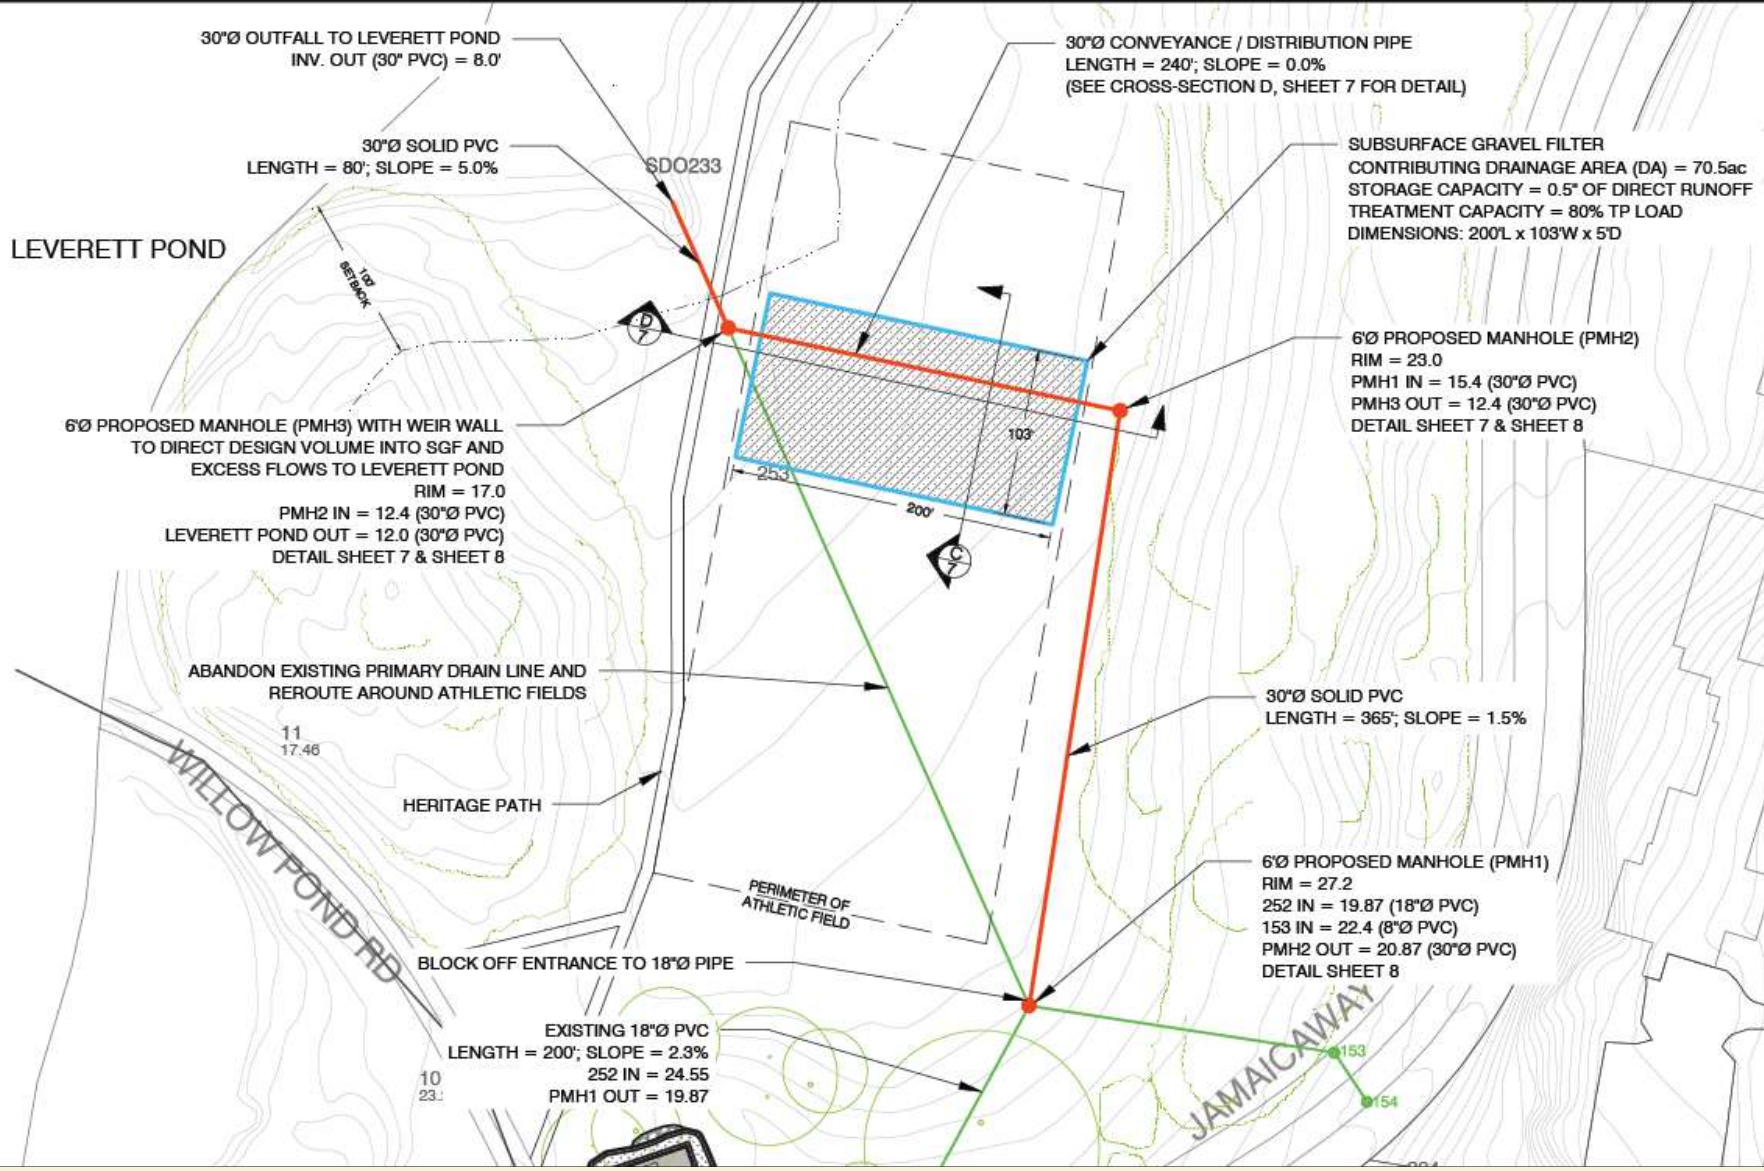 30"Ø OUTFALL TO LEVERETT POND
INV. OUT (30" PVC) = 8.0'
30"Ø CONVEYANCE / DISTRIBUTION PIPE
LENGTH = 240'; SLOPE = 0.0%
(SEE CROSS-SECTION D, SHEET 7 FOR DETAIL)
30"Ø SOLID PVC
LENGTH = 80'; SLOPE = 5.0%
SDO233
SUBSURFACE GRAVEL FILTER
CONTRIBUTING DRAINAGE AREA (DA) = 70.5ac
STORAGE CAPACITY = 0.5" OF DIRECT RUNOFF
TREATMENT CAPACITY = 80% TP LOAD
DIMENSIONS: 200'L x 103'W x 5'D
LEVERETT POND
100'
SETBACK
D
7
6'Ø PROPOSED MANHOLE (PMH2)
RIM = 23.0
PMH1 IN = 15.4 (30"Ø PVC)
PMH3 OUT = 12.4 (30"Ø PVC)
DETAIL SHEET 7 & SHEET 8
6'Ø PROPOSED MANHOLE (PMH3) WITH WEIR WALL
TO DIRECT DESIGN VOLUME INTO SGF AND
EXCESS FLOWS TO LEVERETT POND
RIM = 17.0
PMH2 IN = 12.4 (30"Ø PVC)
LEVERETT POND OUT = 12.0 (30"Ø PVC)
DETAIL SHEET 7 & SHEET 8
103'
253
200'
C
7
ABANDON EXISTING PRIMARY DRAIN LINE AND
REROUTE AROUND ATHLETIC FIELDS
30"Ø SOLID PVC
LENGTH = 365'; SLOPE = 1.5%
11
17.46
WILLOW POND RD
HERITAGE PATH
PERIMETER OF
ATHLETIC FIELD
6'Ø PROPOSED MANHOLE (PMH1)
RIM = 27.2
252 IN = 19.87 (18"Ø PVC)
153 IN = 22.4 (8"Ø PVC)
PMH2 OUT = 20.87 (30"Ø PVC)
DETAIL SHEET 8
BLOCK OFF ENTRANCE TO 18"Ø PIPE
EXISTING 18"Ø PVC
LENGTH = 200'; SLOPE = 2.3%
252 IN = 24.55
PMH1 OUT = 19.87
10
23.
JAMAICAWAY
153
154